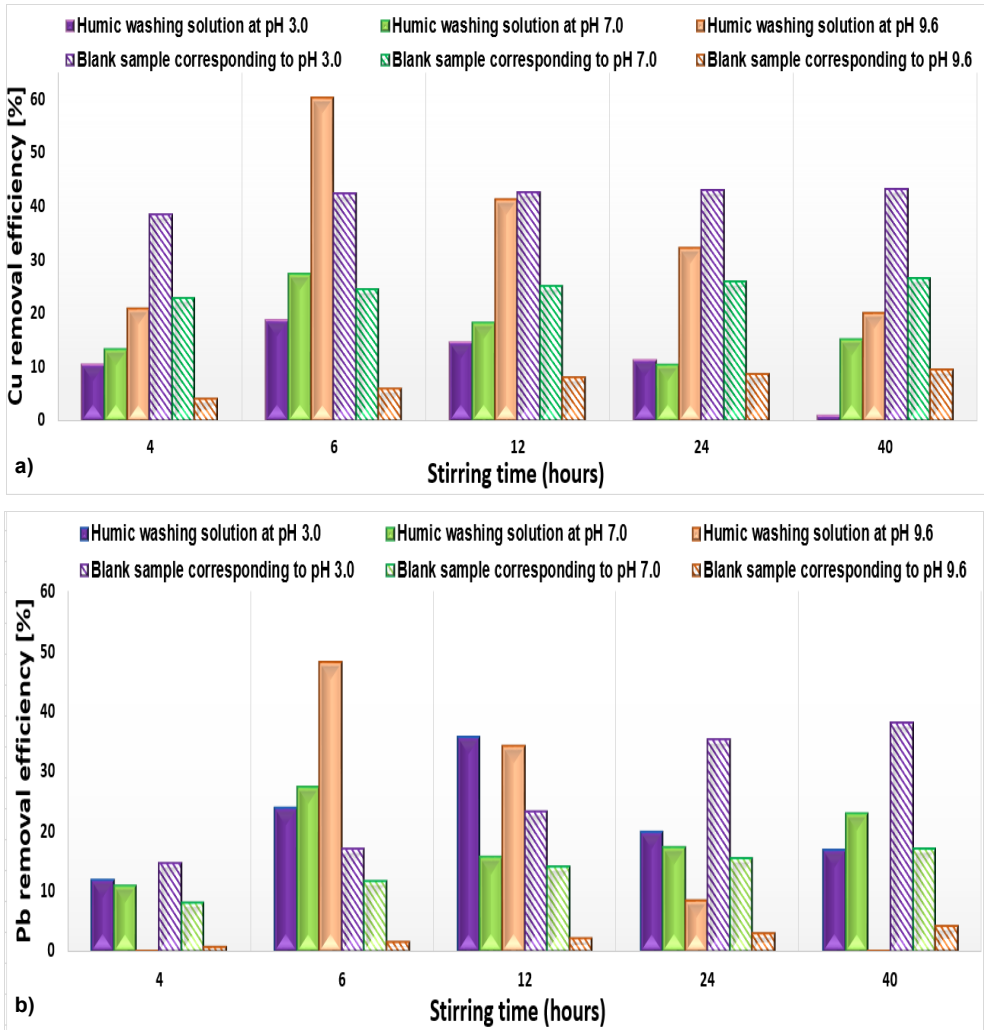 Humic washing solution at pH 3.0 Humic washing solution at pH 7.0 Humic washing solution at pH 9.6
Blank sample corresponding to pH 3.0 Blank sample corresponding to pH 7.0 Blank sample corresponding to pH 9.6
Cu removal efficiency [%]
60
50
40
30
20
10
0
4 6 12 24 40
Stirring time (hours)
a)
Humic washing solution at pH 3.0 Humic washing solution at pH 7.0 Humic washing solution at pH 9.6
Blank sample corresponding to pH 3.0 Blank sample corresponding to pH 7.0 Blank sample corresponding to pH 9.6
Pb removal efficiency [%]
60
50
40
30
20
10
0
4 6 12 24 40
Stirring time (hours)
b)